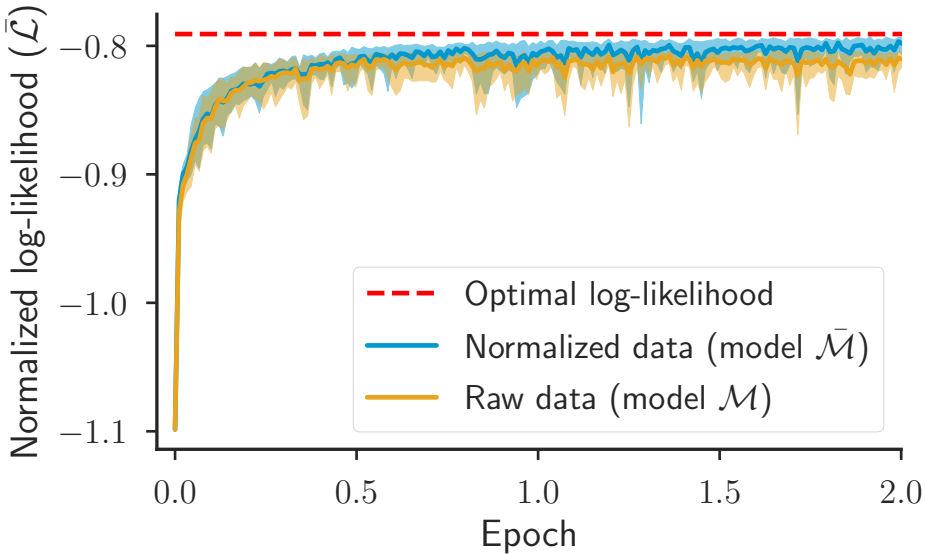 Normalized log-likelihood (ℒ̄)
−0.8
−0.9
−1.0
−1.1
Optimal log-likelihood
Normalized data (model ℳ̄)
Raw data (model ℳ)
0.0 0.5 1.0 1.5 2.0
Epoch